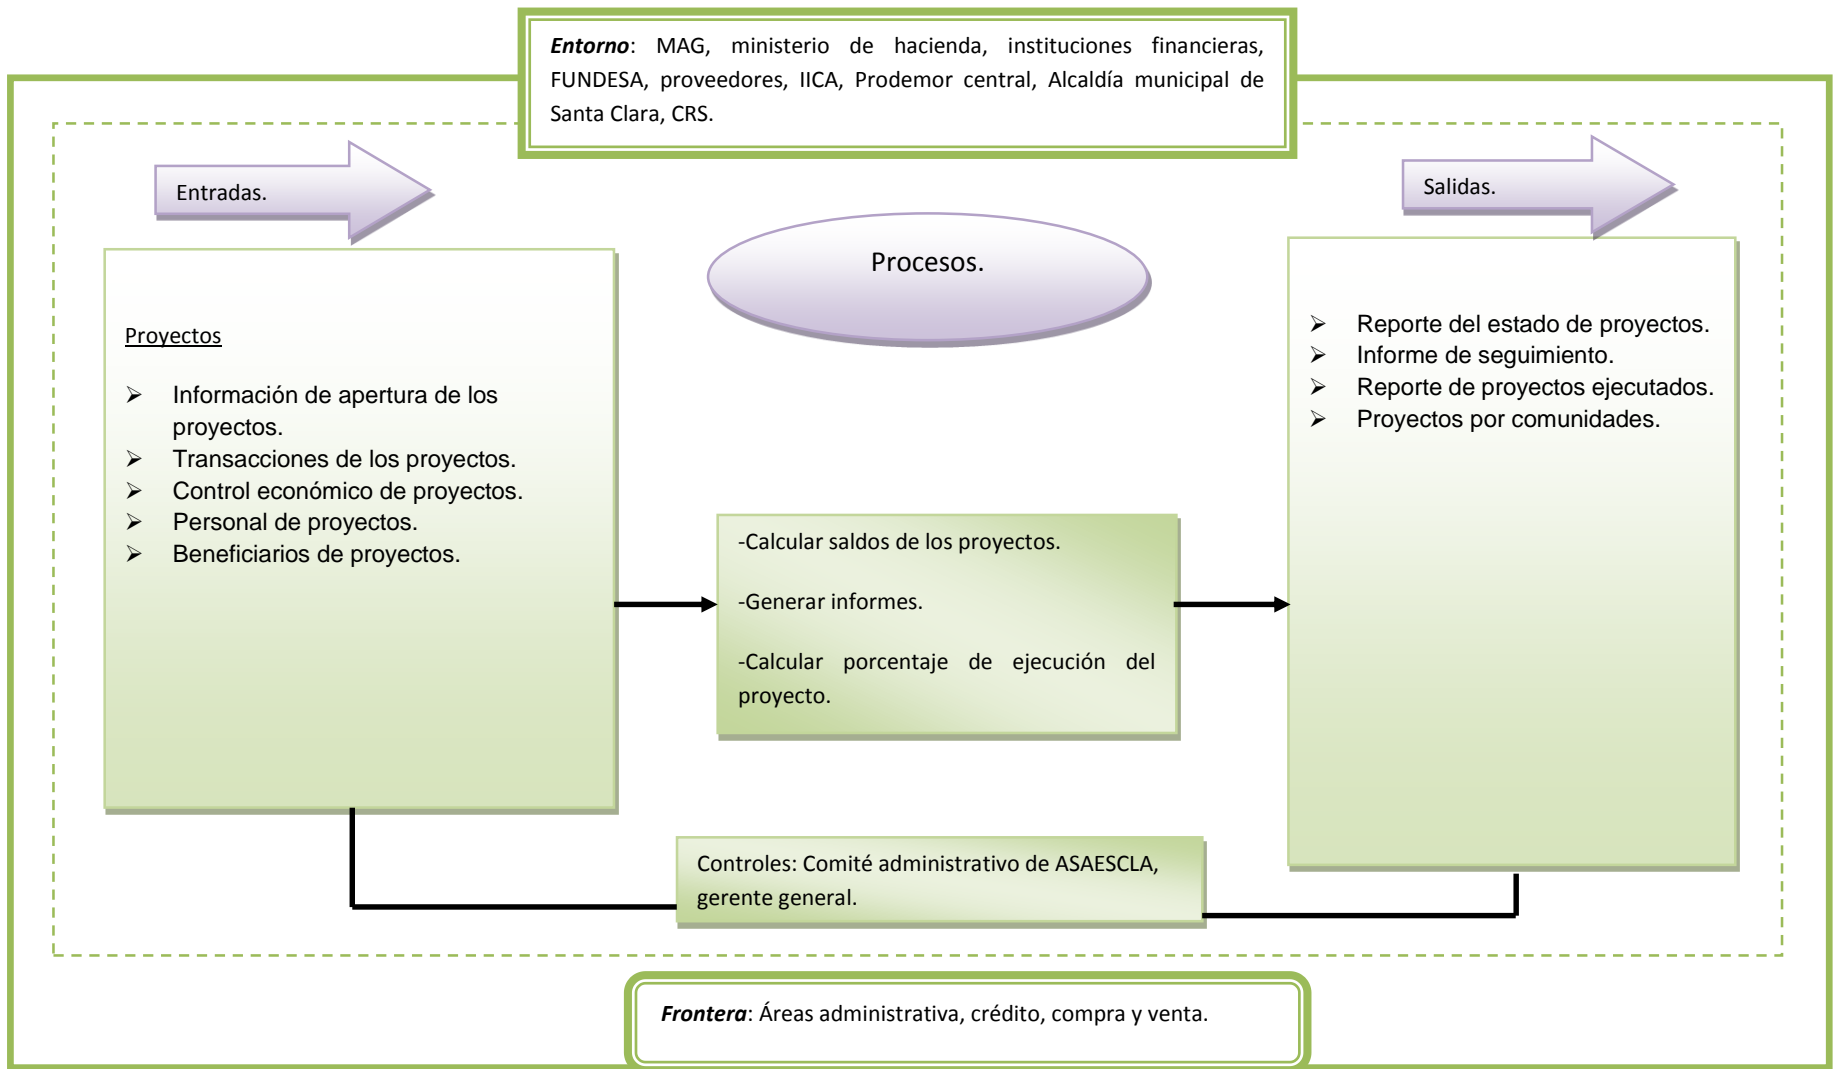 Entorno: MAG, ministerio de hacienda, instituciones financieras,
FUNDESA, proveedores, IICA, Prodemor central, Alcaldía municipal de
Santa Clara, CRS.
Entradas.
Salidas.
Procesos.
Proyectos
➢ Información de apertura de los
proyectos.
➢ Transacciones de los proyectos.
➢ Control económico de proyectos.
➢ Personal de proyectos.
➢ Beneficiarios de proyectos.
-Calcular saldos de los proyectos.
-Generar informes.
-Calcular porcentaje de ejecución del
proyecto.
➢ Reporte del estado de proyectos.
➢ Informe de seguimiento.
➢ Reporte de proyectos ejecutados.
➢ Proyectos por comunidades.
Controles: Comité administrativo de ASAESCLA,
gerente general.
Frontera: Áreas administrativa, crédito, compra y venta.